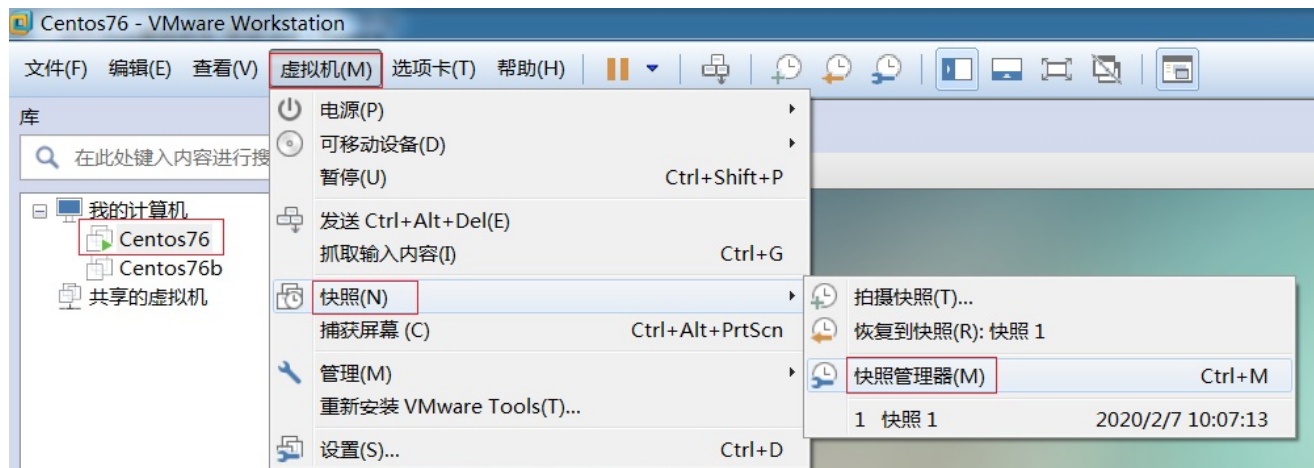 Centos76 - VMware Workstation
文件(F) 编辑(E) 查看(V) 虚拟机(M) 选项卡(T) 帮助(H)
库
在此处键入内容进行搜
我的计算机
Centos76
Centos76b
共享的虚拟机
电源(P)
可移动设备(D)
暂停(U) Ctrl+Shift+P
发送 Ctrl+Alt+Del(E)
抓取输入内容(I) Ctrl+G
快照(N)
捕获屏幕 (C) Ctrl+Alt+PrtScn
管理(M)
重新安装 VMware Tools(T)...
设置(S)... Ctrl+D
拍摄快照(T)...
恢复到快照(R): 快照 1
快照管理器(M) Ctrl+M
1 快照 1 2020/2/7 10:07:13